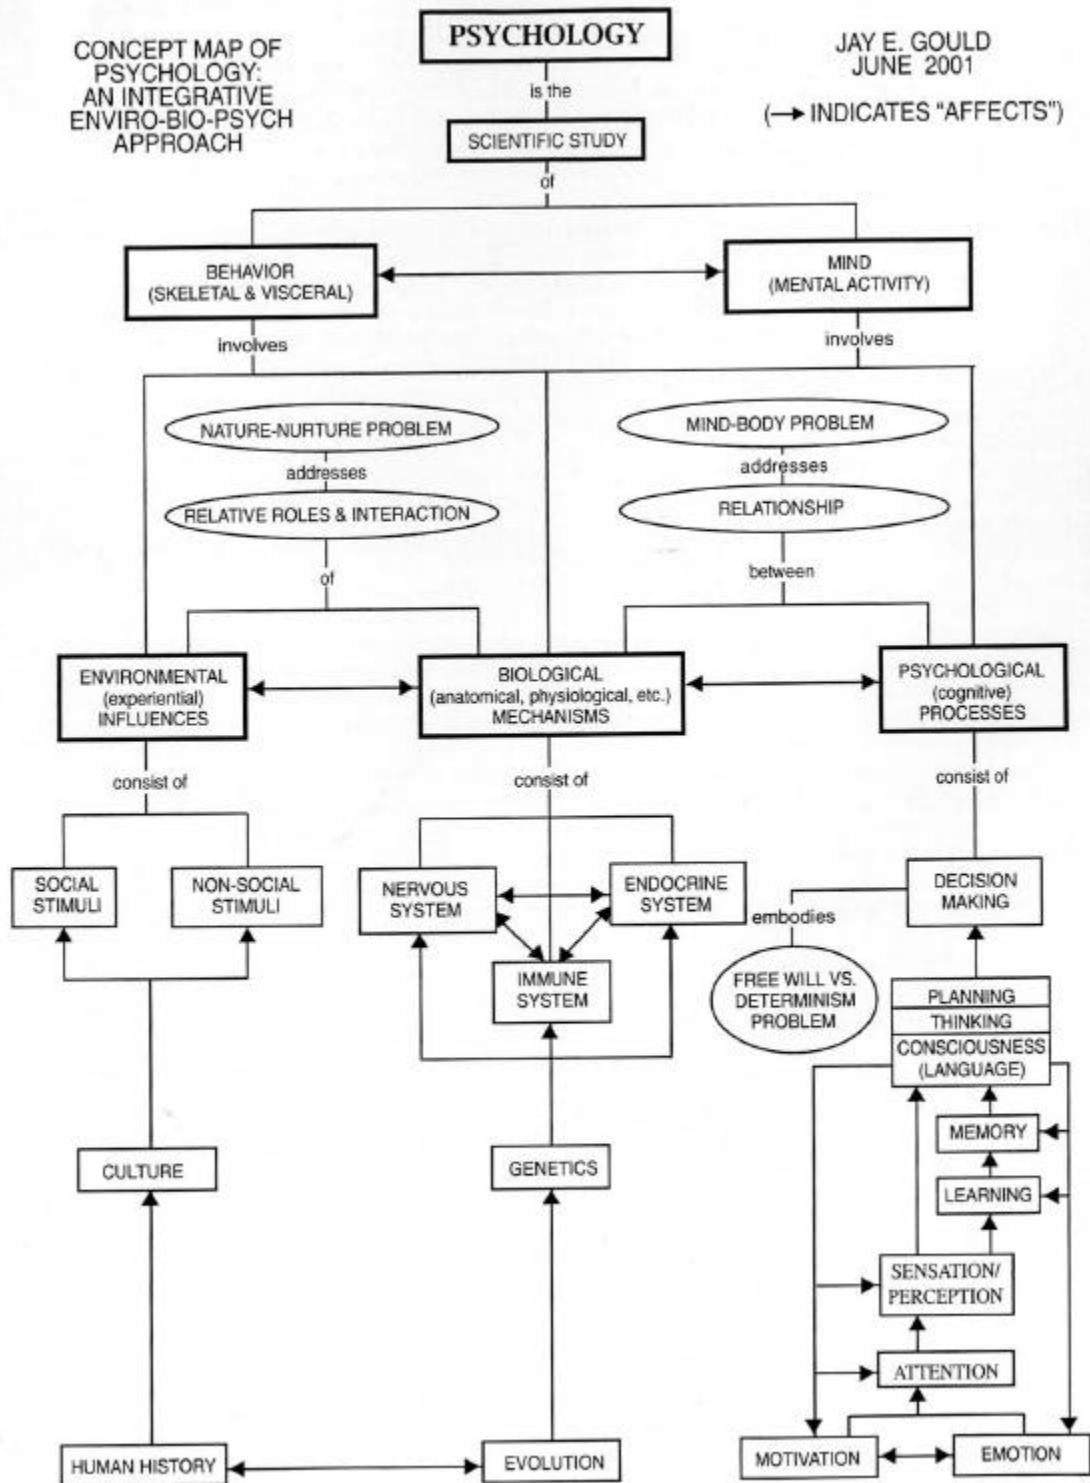 CONCEPT MAP OF
PSYCHOLOGY:
AN INTEGRATIVE
ENVIRO-BIO-PSYCH
APPROACH
PSYCHOLOGY
JAY E. GOULD
JUNE 2001
(→ INDICATES "AFFECTS")
is the
SCIENTIFIC STUDY
of
BEHAVIOR
(SKELETAL & VISCERAL)
MIND
(MENTAL ACTIVITY)
involves
involves
NATURE-NURTURE PROBLEM
addresses
RELATIVE ROLES & INTERACTION
of
MIND-BODY PROBLEM
addresses
RELATIONSHIP
between
ENVIRONMENTAL
(experiential)
INFLUENCES
BIOLOGICAL
(anatomical, physiological, etc.)
MECHANISMS
PSYCHOLOGICAL
(cognitive)
PROCESSES
consist of
consist of
consist of
SOCIAL
STIMULI
NON-SOCIAL
STIMULI
NERVOUS
SYSTEM
ENDOCRINE
SYSTEM
IMMUNE
SYSTEM
DECISION
MAKING
embodies
FREE WILL VS.
DETERMINISM
PROBLEM
PLANNING
THINKING
CONSCIOUSNESS
(LANGUAGE)
MEMORY
LEARNING
CULTURE
GENETICS
SENSATION/
PERCEPTION
ATTENTION
HUMAN HISTORY
EVOLUTION
MOTIVATION
EMOTION